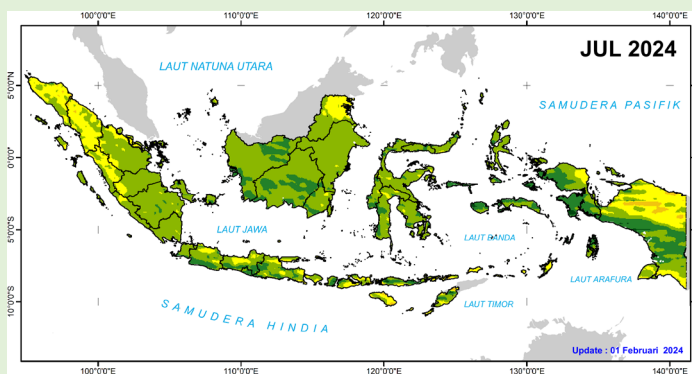 100°0'0"E 110°0'0"E 120°0'0"E 130°0'0"E 140°0'0"E
JUL 2024
LAUT NATUNA UTARA
5°0'0"N
SAMUDERA PASIFIK
0°0'0"
5°0'0"S
LAUT JAWA
LAUT BANDA
LAUT ARAFURA
10°0'0"S
SAMUDERA HINDIA
LAUT TIMOR
Update : 01 Februari 2024
100°0'0"E 110°0'0"E 120°0'0"E 130°0'0"E 140°0'0"E